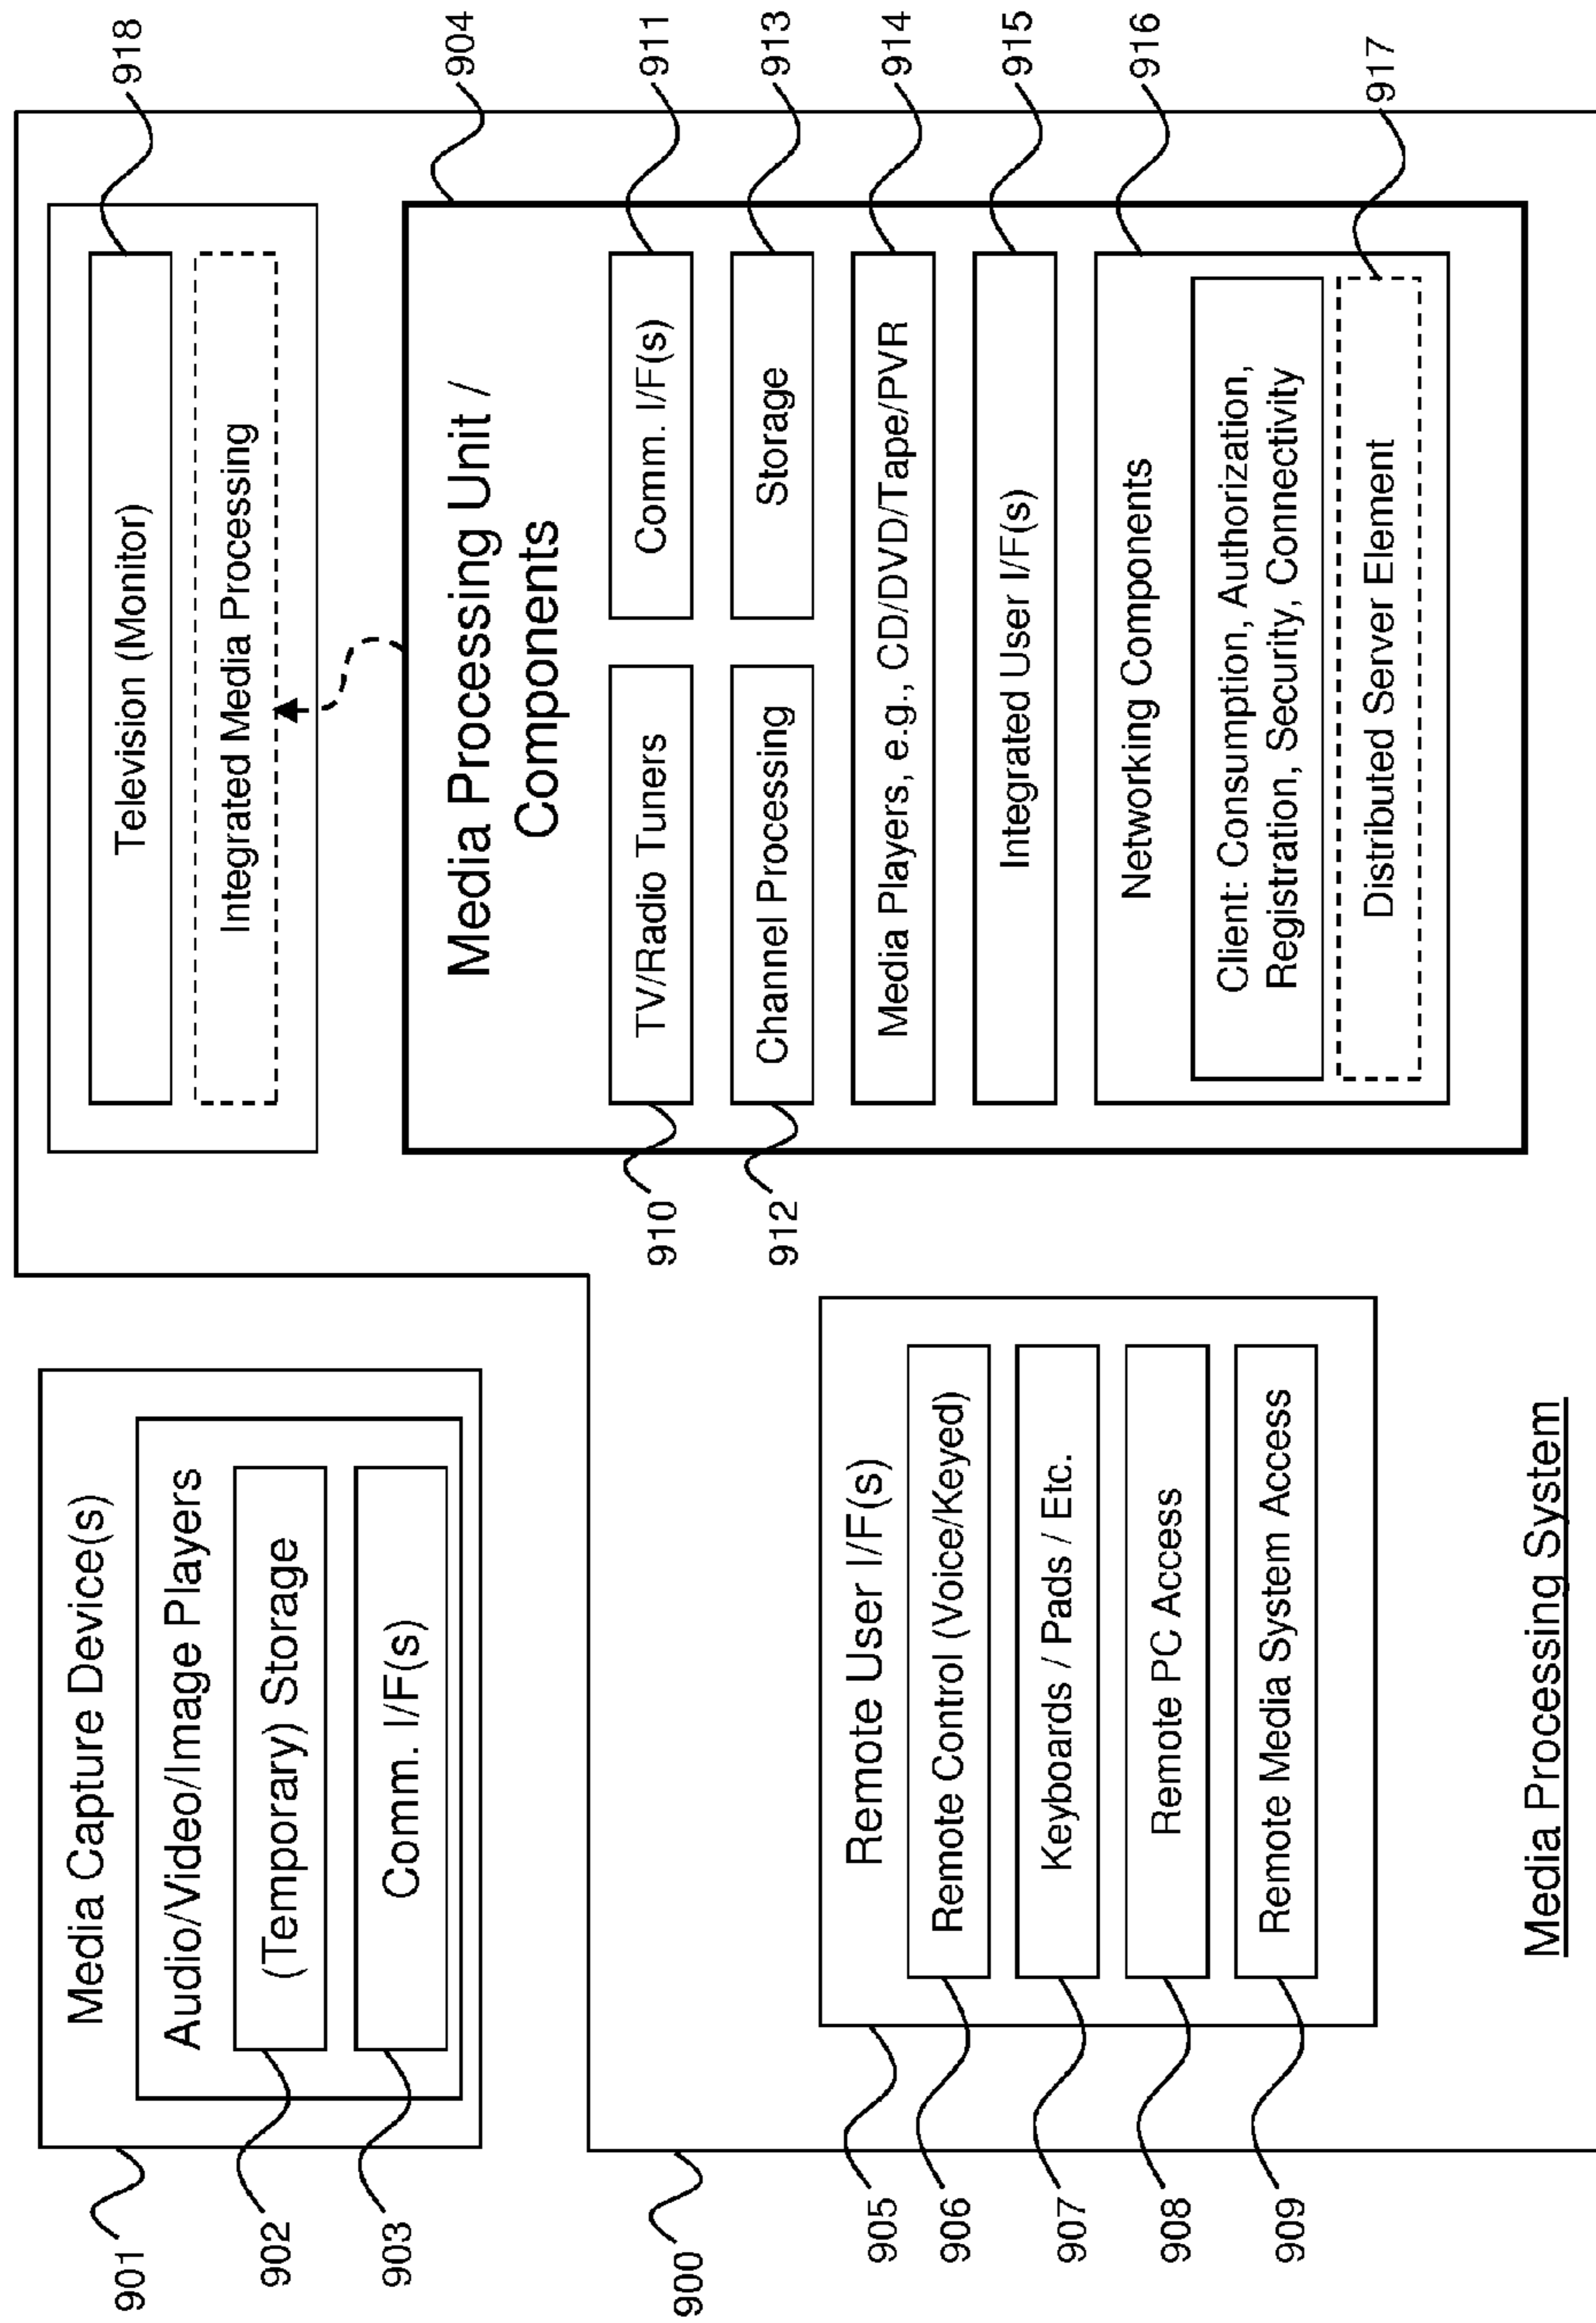 901
Media Capture Device(s)
Audio/Video/Image Players
902
(Temporary) Storage
903
Comm. I/F(s)
900
905
Remote User I/F(s)
906
Remote Control (Voice/Keyed)
907
Keyboards / Pads / Etc.
908
Remote PC Access
909
Remote Media System Access
Media Processing System
918
Television (Monitor)
Integrated Media Processing
904
Media Processing Unit /
Components
910
TV/Radio Tuners
Comm. I/F(s)
911
912
Channel Processing
Storage
913
Media Players, e.g., CD/DVD/Tape/PVR
914
Integrated User I/F(s)
915
Networking Components
916
Client: Consumption, Authorization,
Registration, Security, Connectivity
Distributed Server Element
917